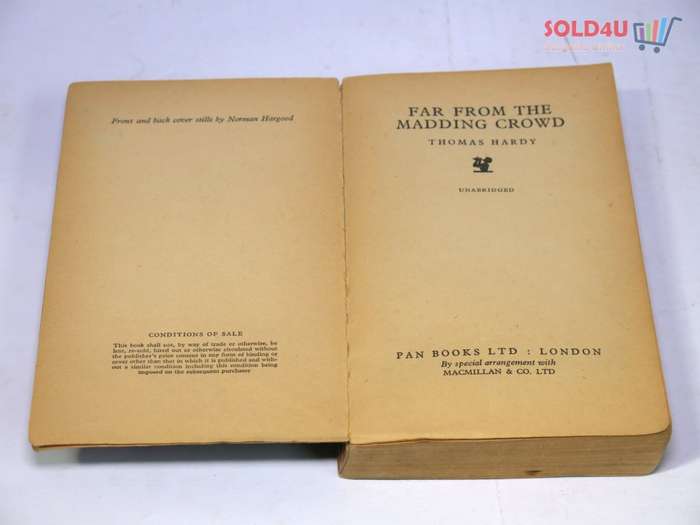 SOLD4U
Front and back cover stills by Norman Hargood
CONDITIONS OF SALE
This book shall not, by way of trade or otherwise, be
lent, re-sold, hired out or otherwise circulated without
the publisher's prior consent in any form of binding or
cover other than that in which it is published and with-
out a similar condition including this condition being
imposed on the subsequent purchaser
FAR FROM THE
MADDING CROWD
THOMAS HARDY
UNABRIDGED
PAN BOOKS LTD : LONDON
By special arrangement with
MACMILLAN & CO. LTD